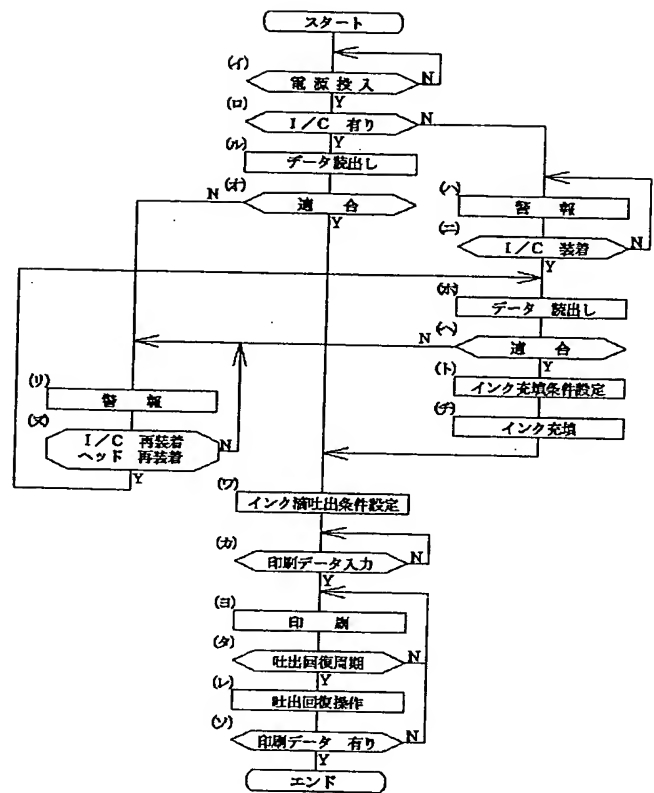 スタート
(イ)
電源投入
N
Y
(ロ)
I/C 有り
N
Y
(ル)
データ読出し
(オ)
適合
N
Y
(ハ)
警報
(ニ)
I/C 装着
N
Y
(ホ)
データ 読出し
(ヘ)
適合
N
Y
(ト)
インク充填条件設定
(チ)
インク充填
(リ)
警報
(ヌ)
I/C 再装着
ヘッド 再装着
N
Y
(ワ)
インク滴吐出条件設定
(カ)
印刷データ入力
N
Y
(ヨ)
印刷
(タ)
吐出回復周期
N
Y
(レ)
吐出回復操作
(ソ)
印刷データ 有り
N
Y
エンド